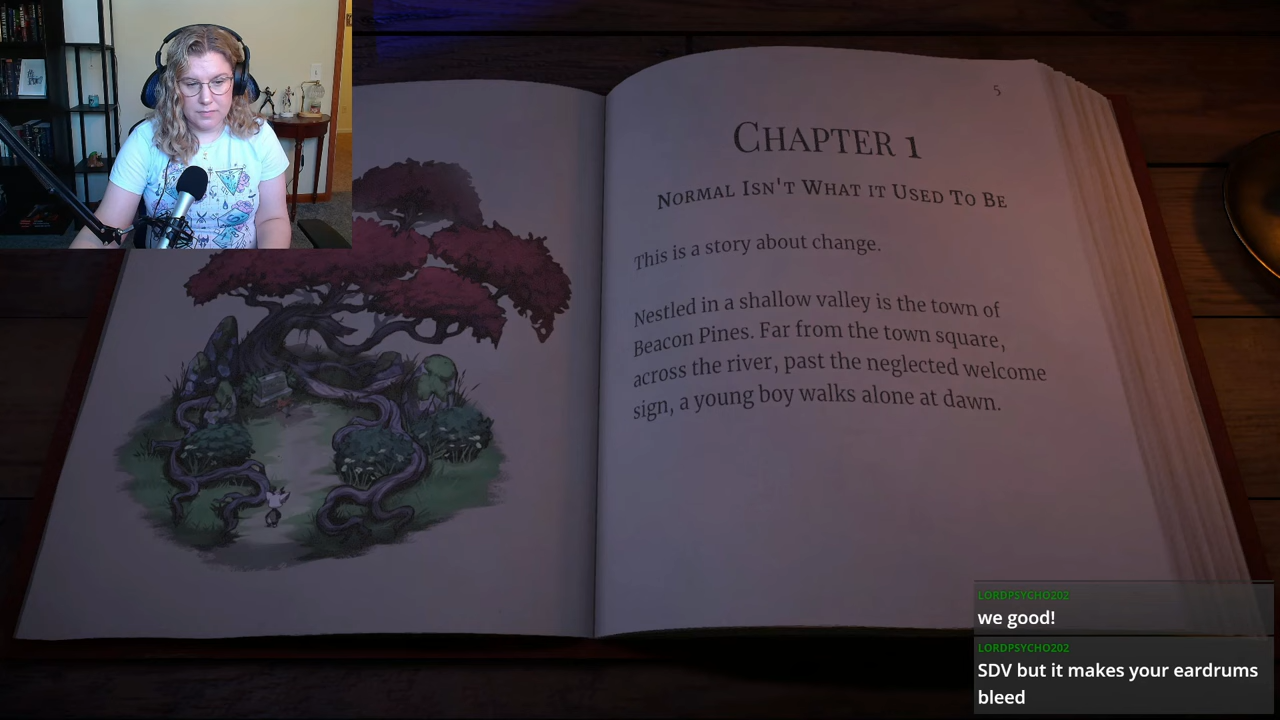 5
CHAPTER 1
NORMAL ISN'T WHAT IT USED TO BE
This is a story about change.
Nestled in a shallow valley is the town of
Beacon Pines. Far from the town square,
across the river, past the neglected welcome
sign, a young boy walks alone at dawn.
LORDPSYCHO202
we good!
LORDPSYCHO202
SDV but it makes your eardrums
bleed